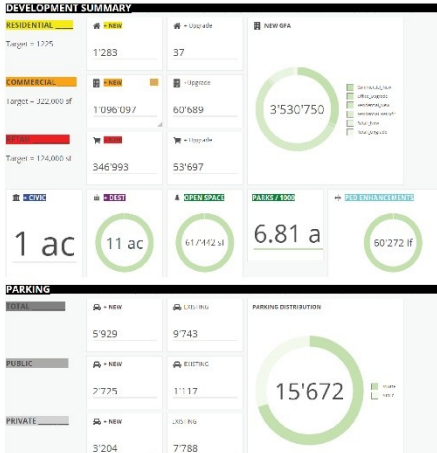 DEVELOPMENT SUMMARY
RESIDENTIAL
+ NEW
+ Upgrade
NEW GFA
Target = 1225
1'283
37
COMMERCIAL
+ NEW
+Upgrade
Target = 322,000 sf
1'096'097
60'689
3'530'750
+ Upgrade
Target = 124,000 sf
346'993
53'697
+ CIVIC
+ DEST
OPEN SPACE
PARKS / 1000
+ PED ENHANCEMENTS
1 ac
11 ac
617'442 sf
6.81 a
60'272 lf
PARKING
TOTAL
+ NEW
EXISTING
PARKING DISTRIBUTION
5'929
9'743
PUBLIC
+ NEW
EXISTING
2'725
1'117
15'672
PRIVATE
+ NEW
EXISTING
3'204
7'788